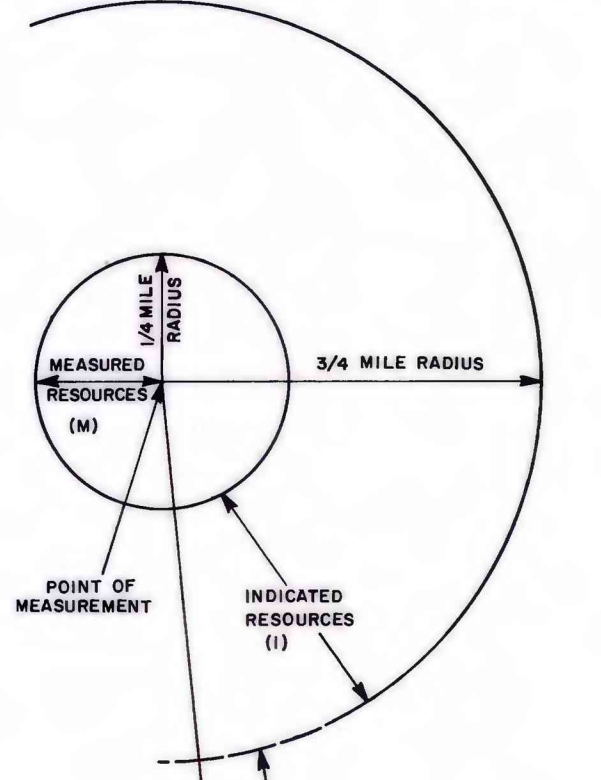 1/4 MILE
RADIUS
MEASURED
RESOURCES
(M)
3/4 MILE RADIUS
POINT OF
MEASUREMENT
INDICATED
RESOURCES
(I)